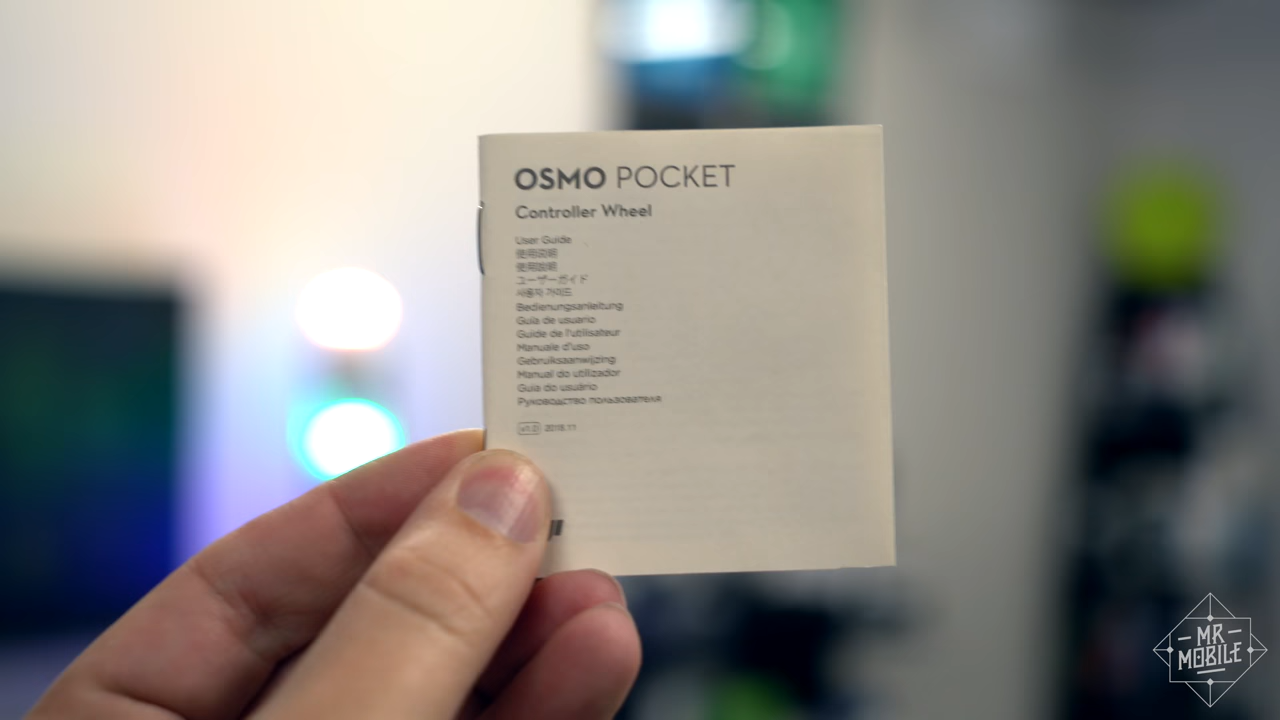 OSMO POCKET
Controller Wheel
User Guide
使用说明
使用說明
ユーザーガイド
사용자 가이드
Bedienungsanleitung
Guía de usuario
Guide de l'utilisateur
Manuale d'uso
Gebruiksaanwijzing
Manual do utilizador
Guia do usuário
Руководство пользователя
v1.0 2018.11
MR
MOBILE